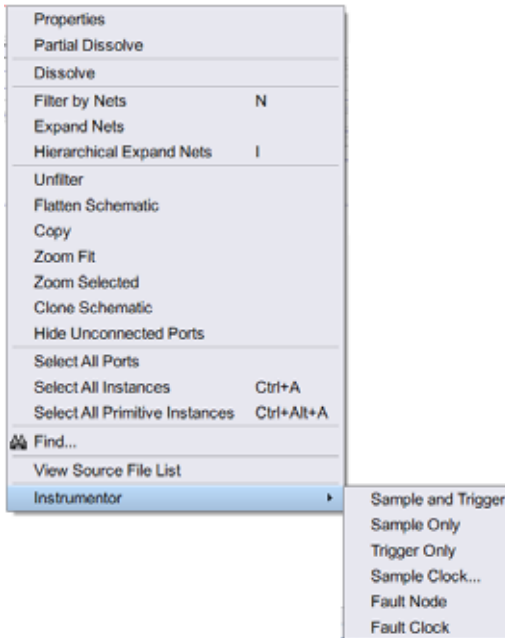 Properties
Partial Dissolve
Dissolve
Filter by Nets N
Expand Nets
Hierarchical Expand Nets I
Unfilter
Flatten Schematic
Copy
Zoom Fit
Zoom Selected
Clone Schematic
Hide Unconnected Ports
Select All Ports
Select All Instances Ctrl+A
Select All Primitive Instances Ctrl+Alt+A
Find...
View Source File List
Instrumentor
Sample and Trigger
Sample Only
Trigger Only
Sample Clock...
Fault Node
Fault Clock